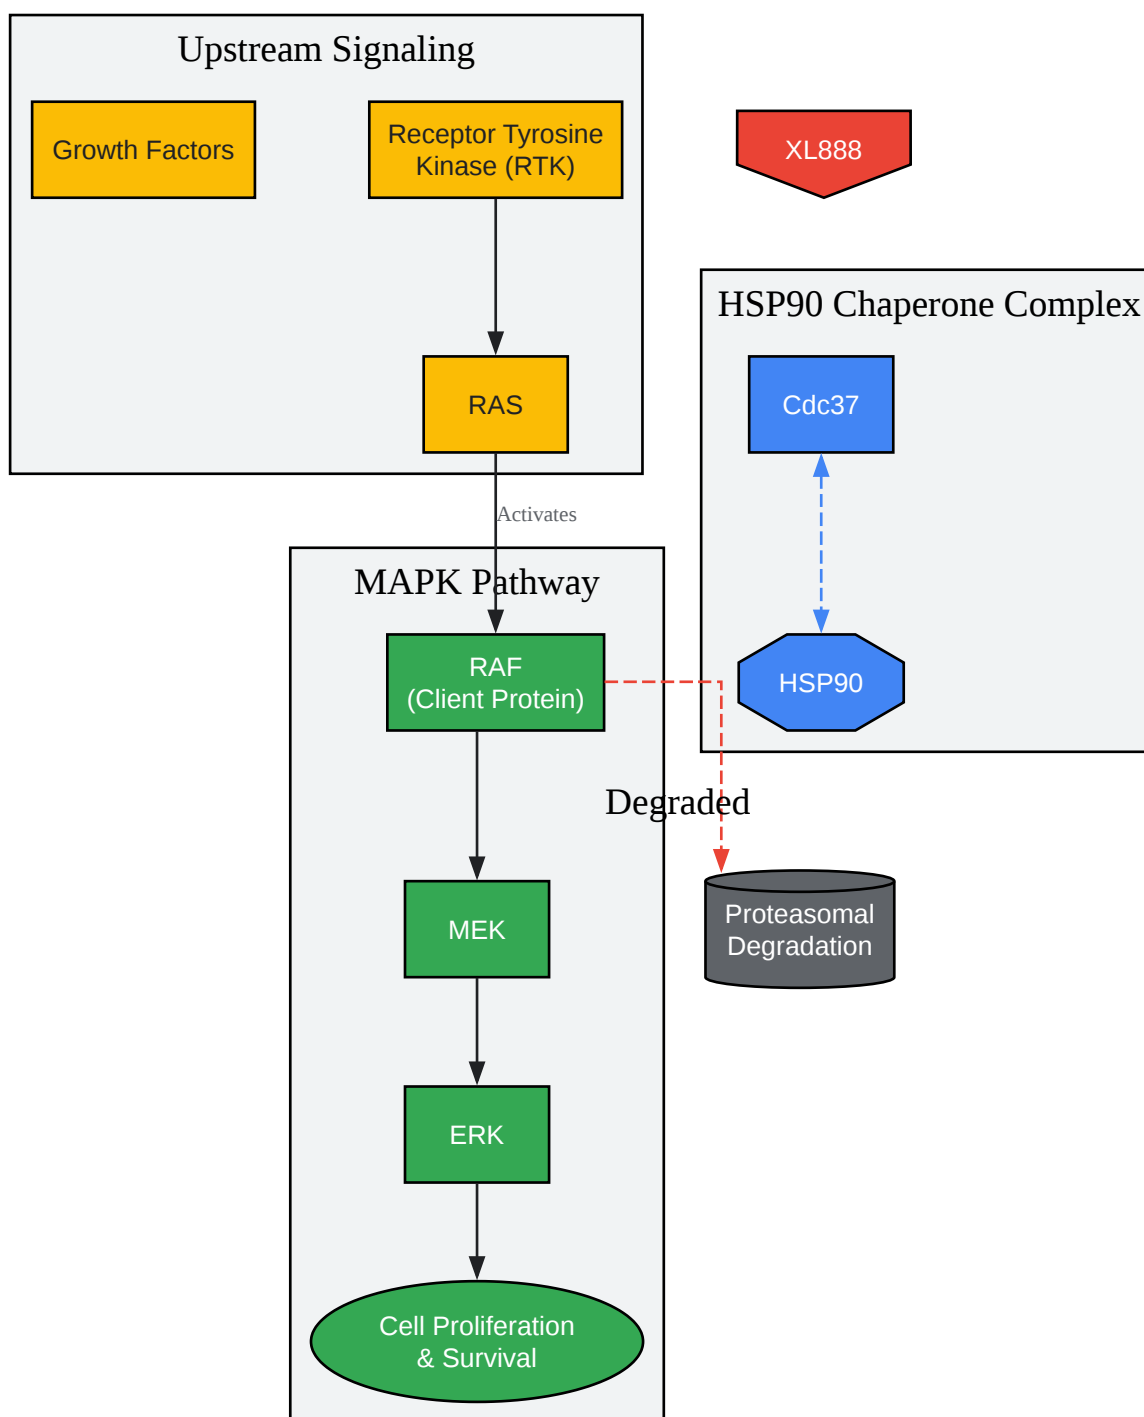 Upstream Signaling
Growth Factors
Receptor Tyrosine
Kinase (RTK)
XL888
HSP90 Chaperone Complex
RAS
Cdc37
Activates
MAPK Pathway
RAF
(Client Protein)
HSP90
Degraded
MEK
Proteasomal
Degradation
ERK
Cell Proliferation
& Survival